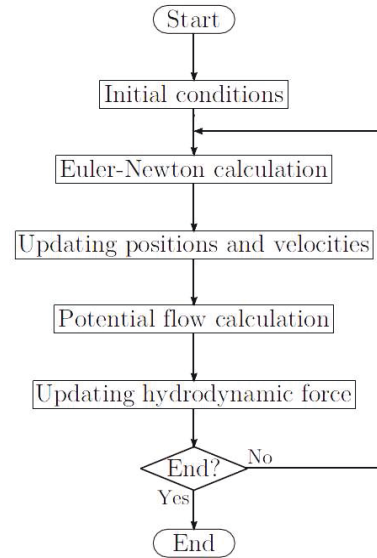 Start
Initial conditions
Euler-Newton calculation
Updating positions and velocities
Potential flow calculation
Updating hydrodynamic force
End?
No
Yes
End